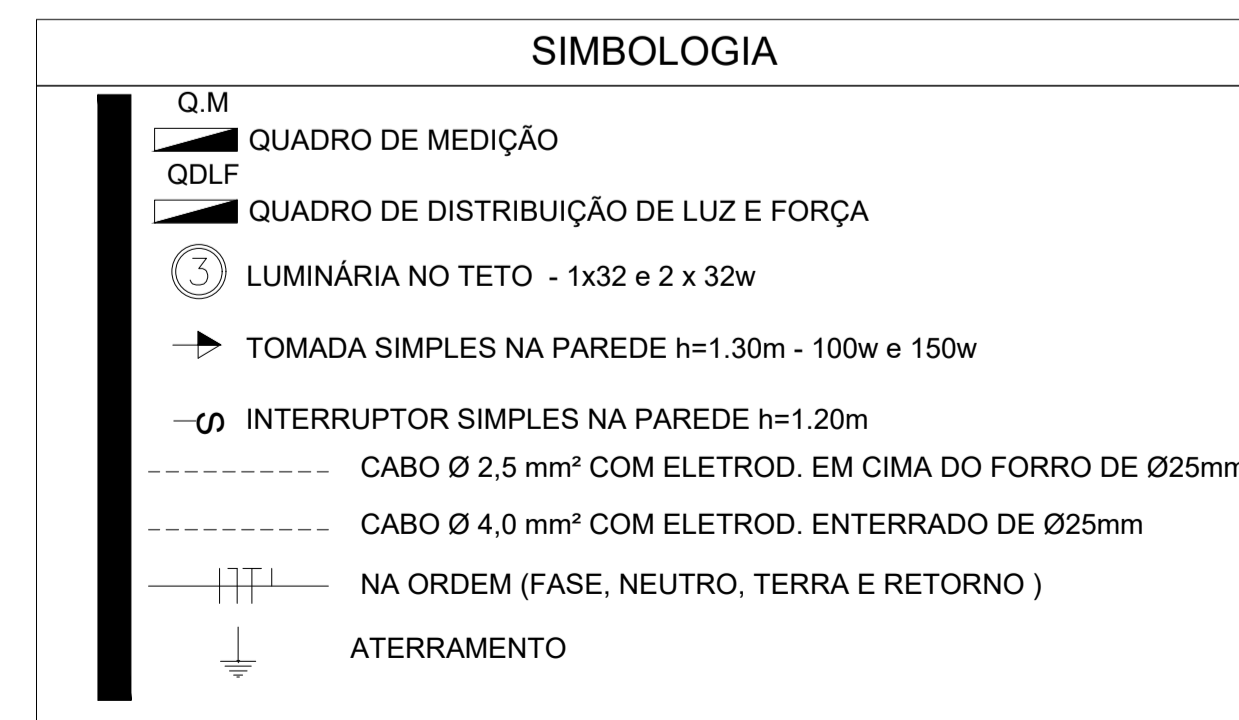 SIMBOLOGIA
Q.M
QUADRO DE MEDIÇÃO
QDLF
QUADRO DE DISTRIBUIÇÃO DE LUZ E FORÇA
3 LUMINÁRIA NO TETO - 1x32 e 2 x 32w
TOMADA SIMPLES NA PAREDE h=1.30m - 100w e 150w
S INTERRUPTOR SIMPLES NA PAREDE h=1.20m
CABO Ø 2,5 mm² COM ELETROD. EM CIMA DO FORRO DE Ø25mm
CABO Ø 4,0 mm² COM ELETROD. ENTERRADO DE Ø25mm
NA ORDEM (FASE, NEUTRO, TERRA E RETORNO )
ATERRAMENTO